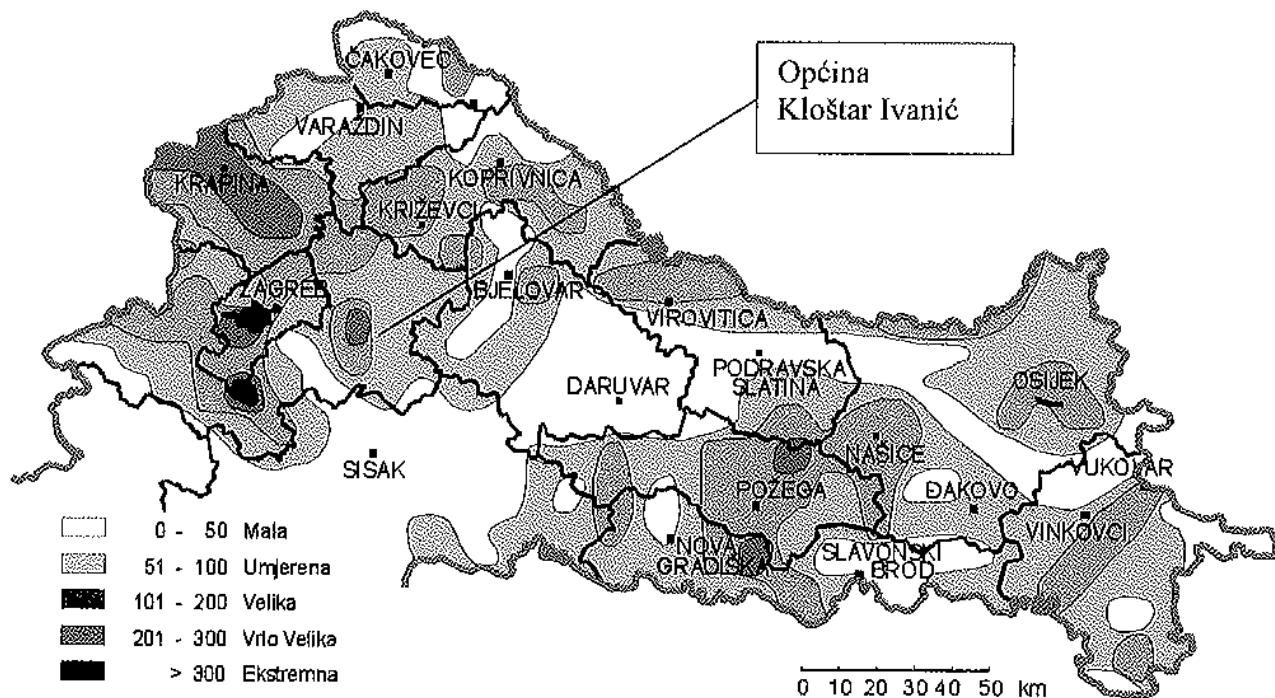 ČAKOVEC
Općina
Kloštar Ivanić
VARAŽDIN
KRAPINA
KOPRIVNICA
KRIŽEVCI
ZAGREB
BJELOVAR
VIROVITICA
PODRAVSKA
SLATINA
DARUVAR
OSIJEK
NAŠICE
SISAK
VUKOVAR
POŽEGA
ĐAKOVO
VINKOVCI
NOVA
GRADIŠKA
SLAVONSKI
BROD
0 - 50 Mala
51 - 100 Umjerena
101 - 200 Velika
201 - 300 Vrlo Velika
> 300 Ekstremna
0 10 20 30 40 50 km